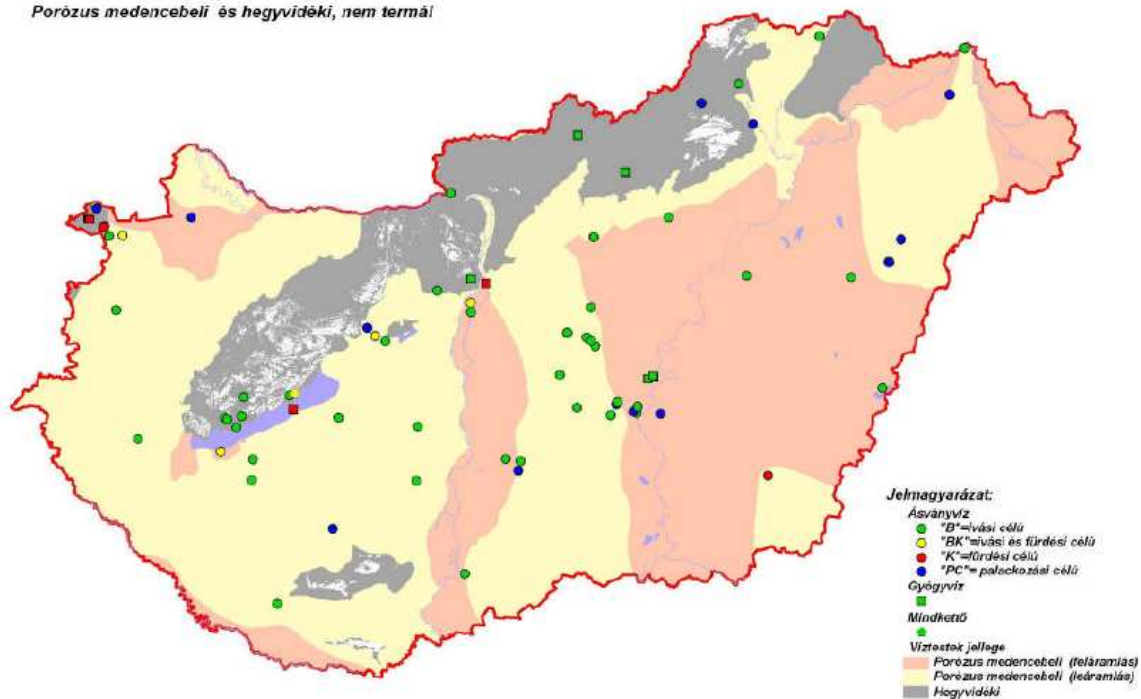 Porózus medencebeli és hegyvidéki, nem termál
Jelmagyarázat:
Ásványvíz
"B"=ivási célú
"BK"=ivási és fürdési célú
"K"=fürdési célú
"PC"= palackozási célú
Gyógyvíz
Mindkettő
Víztestek jellege
Porózus medencebeli (feláramlás)
Porózus medencebeli (leáramlás)
Hegyvidéki